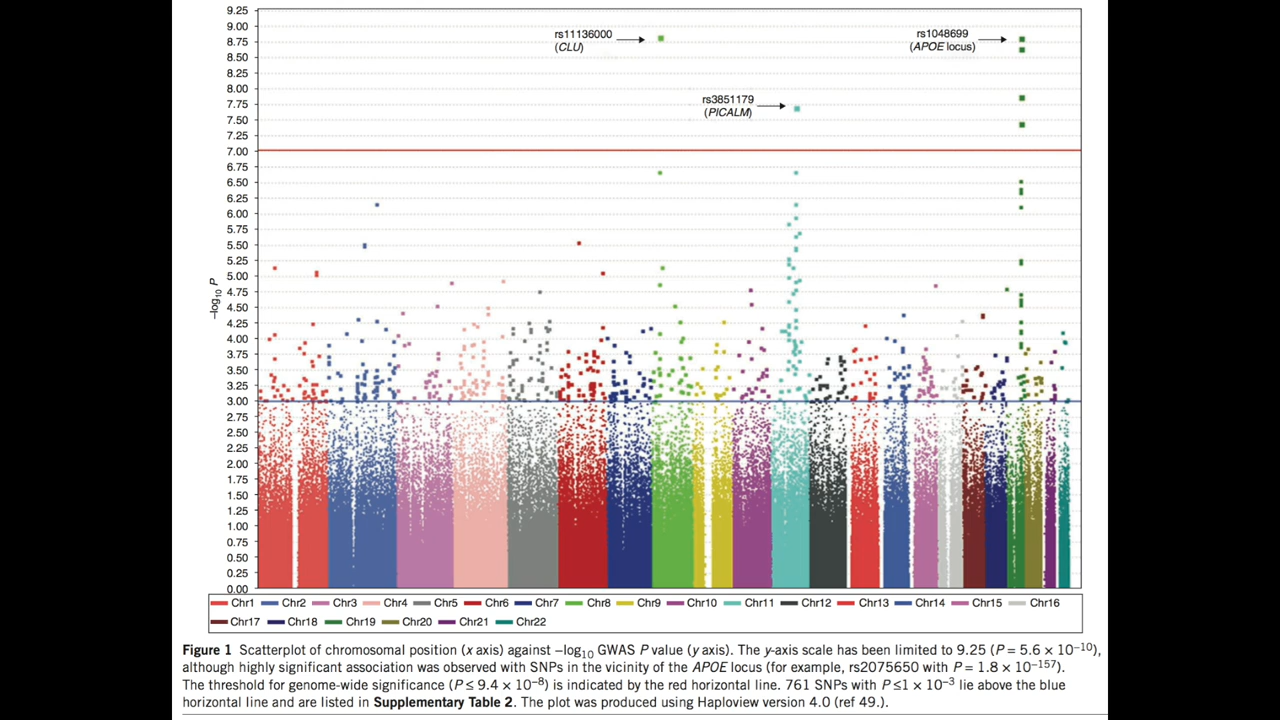 9.25
9.00
8.75
8.50
8.25
8.00
7.75
7.50
7.25
7.00
6.75
6.50
6.25
6.00
5.75
5.50
5.25
5.00
4.75
4.50
4.25
4.00
3.75
3.50
3.25
3.00
2.75
2.50
2.25
2.00
1.75
1.50
1.25
1.00
0.75
0.50
0.25
0.00
–log10 P
rs11136000
(CLU)
rs1048699
(APOE locus)
rs3851179
(PICALM)
Chr1 Chr2 Chr3 Chr4 Chr5 Chr6 Chr7 Chr8 Chr9 Chr10 Chr11 Chr12 Chr13 Chr14 Chr15 Chr16
Chr17 Chr18 Chr19 Chr20 Chr21 Chr22
Figure 1 Scatterplot of chromosomal position (x axis) against –log10 GWAS P value (y axis). The y-axis scale has been limited to 9.25 (P = 5.6 × 10–10),
although highly significant association was observed with SNPs in the vicinity of the APOE locus (for example, rs2075650 with P = 1.8 × 10–157).
The threshold for genome-wide significance (P ≤ 9.4 × 10–8) is indicated by the red horizontal line. 761 SNPs with P ≤1 × 10–3 lie above the blue
horizontal line and are listed in Supplementary Table 2. The plot was produced using Haploview version 4.0 (ref 49.).